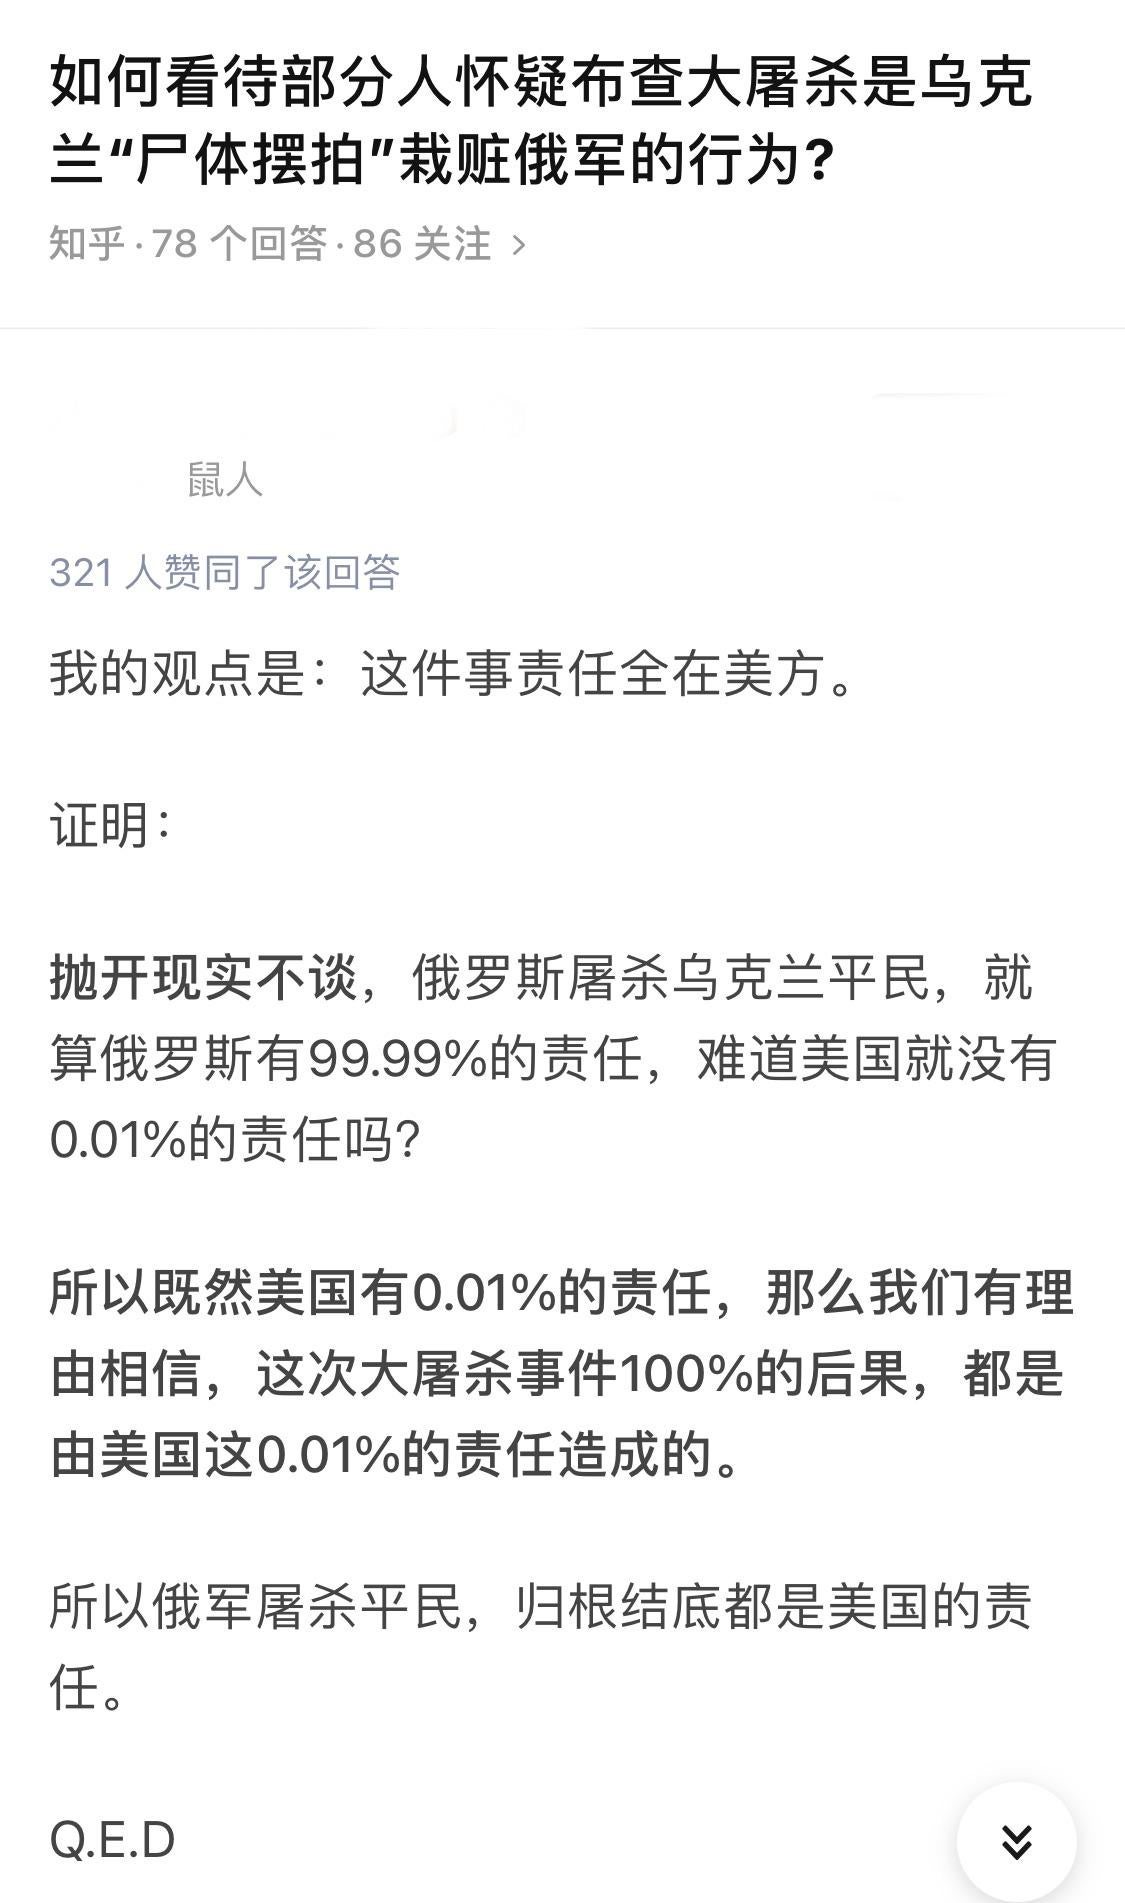 如何看待部分人怀疑布查大屠杀是乌克
兰“尸体摆拍”栽赃俄军的行为?
知乎·78 个回答·86 关注 >
鼠人
321 人赞同了该回答
我的观点是：这件事责任全在美方。
证明：
抛开现实不谈，俄罗斯屠杀乌克兰平民，就
算俄罗斯有99.99%的责任，难道美国就没有
0.01%的责任吗?
所以既然美国有0.01%的责任，那么我们有理
由相信，这次大屠杀事件100%的后果，都是
由美国这0.01%的责任造成的。
所以俄军屠杀平民，归根结底都是美国的责
任。
Q.E.D